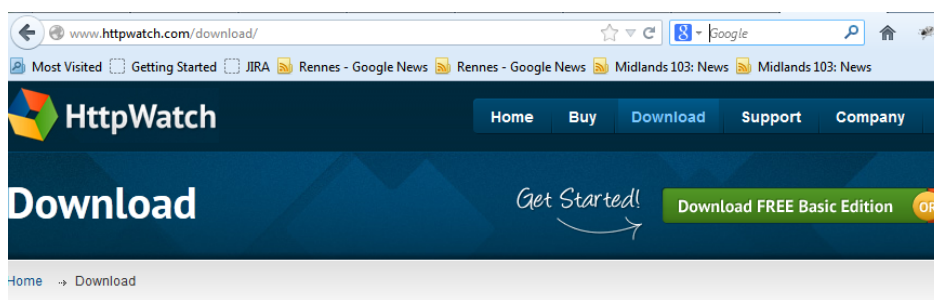 www.httpwatch.com/download/ Google
Most Visited Getting Started JIRA Rennes - Google News Rennes - Google News Midlands 103: News Midlands 103: News
HttpWatch Home Buy Download Support Company
Download Get Started! Download FREE Basic Edition OR
Home Download